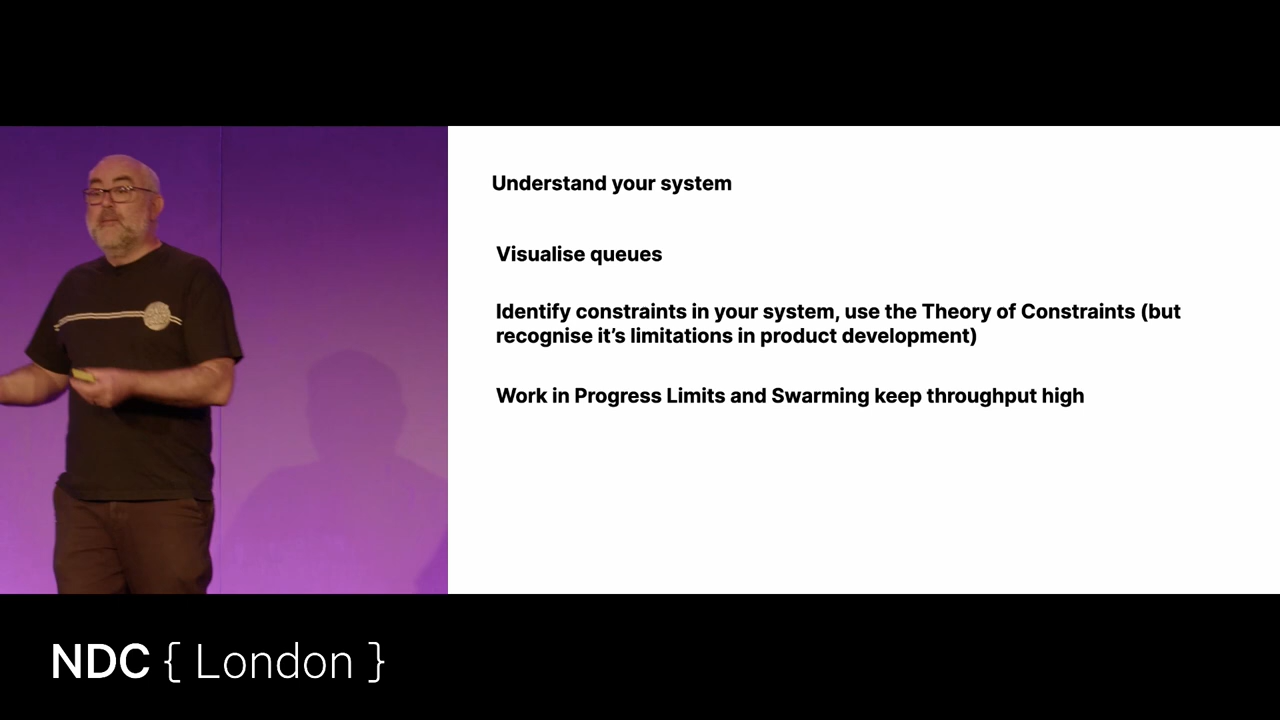 Understand your system
Visualise queues
Identify constraints in your system, use the Theory of Constraints (but
recognise it’s limitations in product development)
Work in Progress Limits and Swarming keep throughput high
NDC { London }